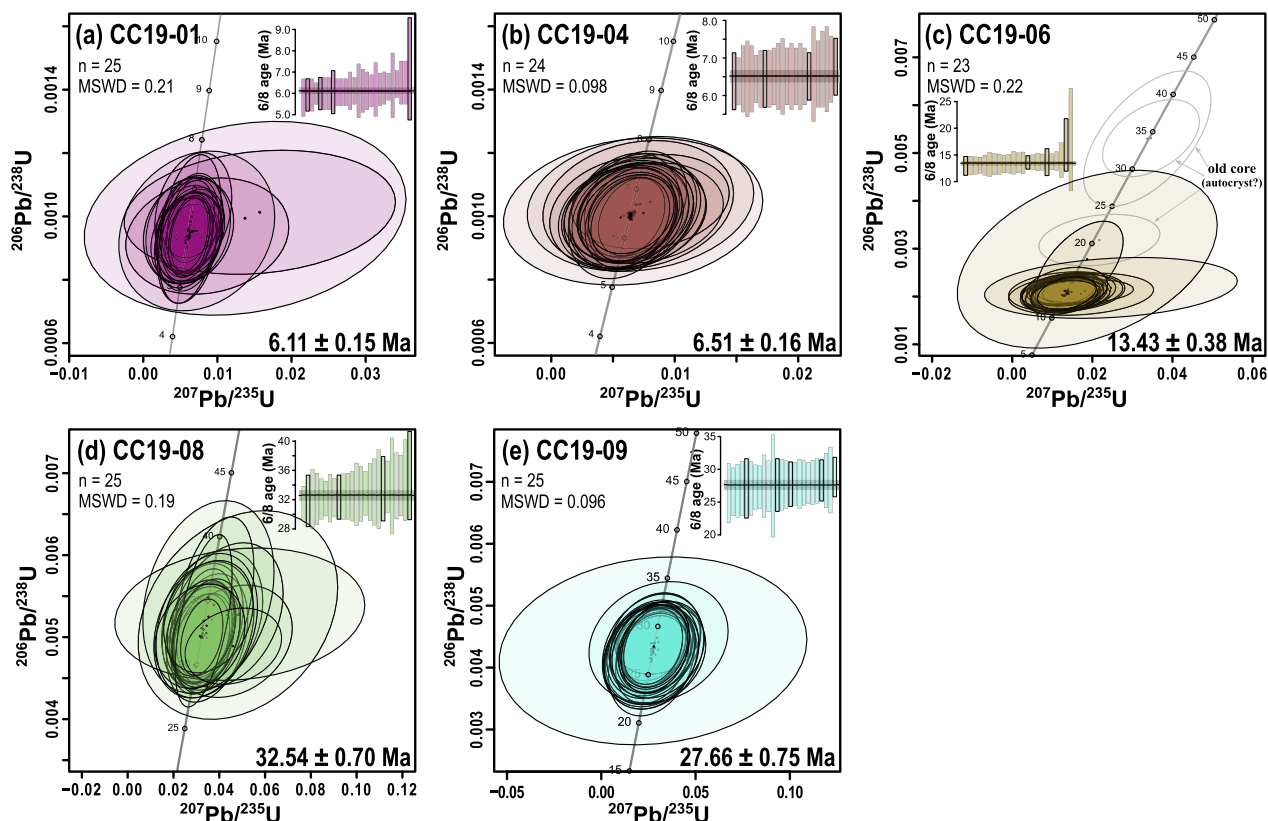 (a) CC19-01
n = 25
MSWD = 0.21
6/8 age (Ma)
9.0
8.0
7.0
6.0
5.0
10
9
8
4
0.0014
0.0010
0.0006
206Pb/238U
6.11 ± 0.15 Ma
−0.01
0.00
0.01
0.02
0.03
207Pb/235U
(b) CC19-04
n = 24
MSWD = 0.098
6/8 age (Ma)
8.0
7.0
6.0
10
9
8
5
4
0.0014
0.0010
0.0006
206Pb/238U
6.51 ± 0.16 Ma
0.00
0.01
0.02
207Pb/235U
(c) CC19-06
n = 23
MSWD = 0.22
6/8 age (Ma)
25
20
15
10
50
45
40
35
30
25
20
10
5
old core
(autocryst?)
0.007
0.005
0.003
0.001
206Pb/238U
13.43 ± 0.38 Ma
−0.02
0.00
0.02
0.04
0.06
207Pb/235U
(d) CC19-08
n = 25
MSWD = 0.19
6/8 age (Ma)
40
36
32
28
45
40
25
0.007
0.006
0.005
0.004
206Pb/238U
32.54 ± 0.70 Ma
−0.02
0.00
0.02
0.04
0.06
0.08
0.10
0.12
207Pb/235U
(e) CC19-09
n = 25
MSWD = 0.096
6/8 age (Ma)
35
30
25
20
50
45
40
35
30
20
15
0.007
0.006
0.005
0.004
0.003
206Pb/238U
27.66 ± 0.75 Ma
−0.05
0.00
0.05
0.10
207Pb/235U